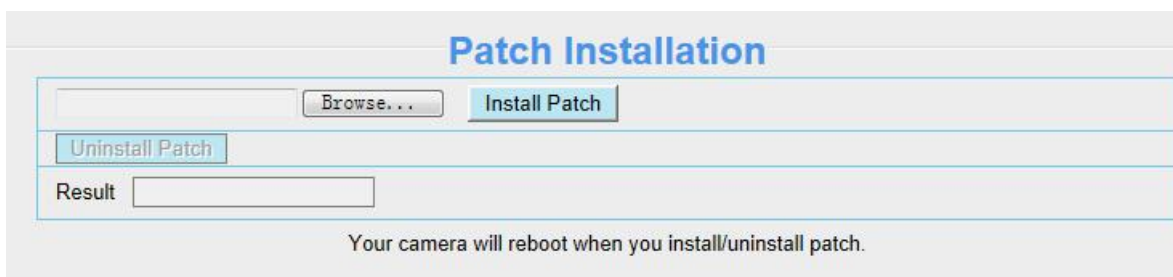 Patch Installation
Browse... Install Patch
Uninstall Patch
Result
Your camera will reboot when you install/uninstall patch.